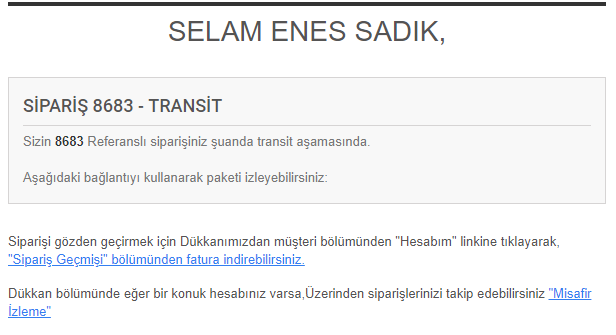 SELAM ENES SADIK,
SİPARİŞ 8683 - TRANSİT
Sizin 8683 Referanslı siparişiniz şuanda transit aşamasında.
Aşağıdaki bağlantıyı kullanarak paketi izleyebilirsiniz:
Siparişi gözden geçirmek için Dükkanımızdan müşteri bölümünden "Hesabım" linkine tıklayarak,
"Sipariş Geçmişi" bölümünden fatura indirebilirsiniz.
Dükkan bölümünde eğer bir konuk hesabınız varsa,Üzerinden siparişlerinizi takip edebilirsiniz "Misafir
İzleme"